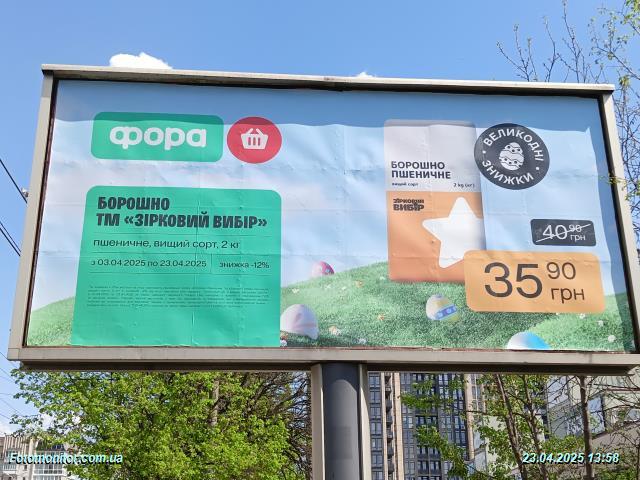 фора
БОРОШНО
ТМ «ЗІРКОВИЙ ВИБІР»
пшеничне, вищий сорт, 2 кг
з 03.04.2025 по 23.04.2025
знижка -12%
БОРОШНО
ПШЕНИЧНЕ
вищий сорт
2 kg (кг)
ЗІРКОВИЙ
ВИБІР
ВЕЛИКОДНІ
ЗНИЖКИ
40 90 грн
35 90 грн
Fotomonitor.com.ua
23.04.2025 13:58